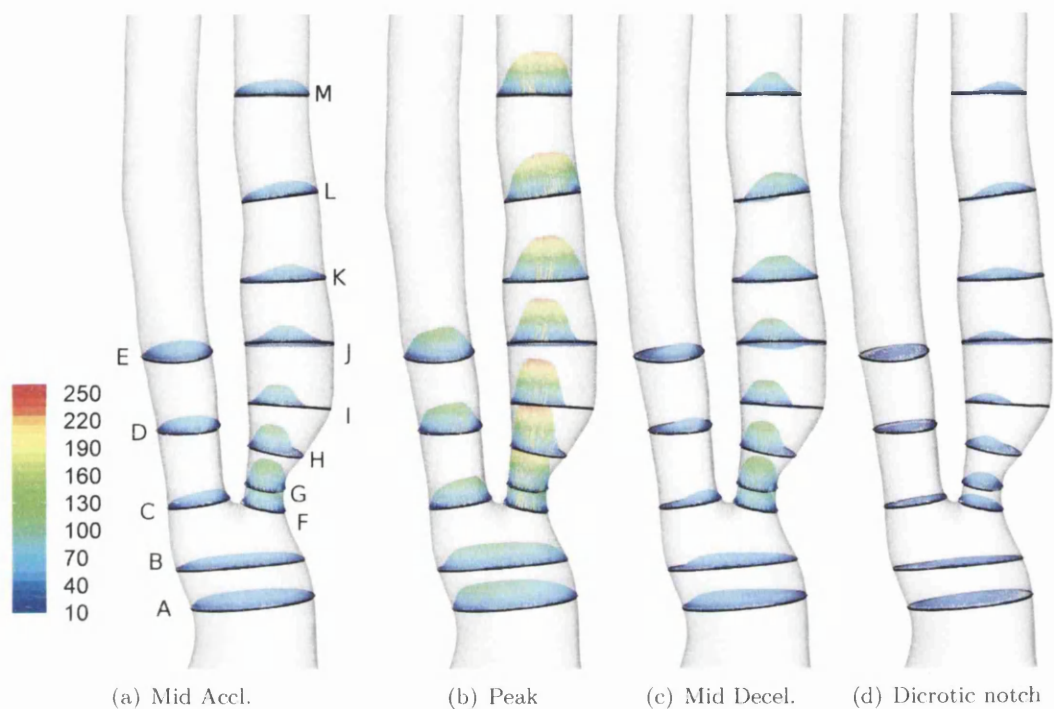 M
L
K
J
I
H
G
F
E
D
C
B
A
250
220
190
160
130
100
70
40
10
(a) Mid Accl.
(b) Peak
(c) Mid Decel.
(d) Dicrotic notch